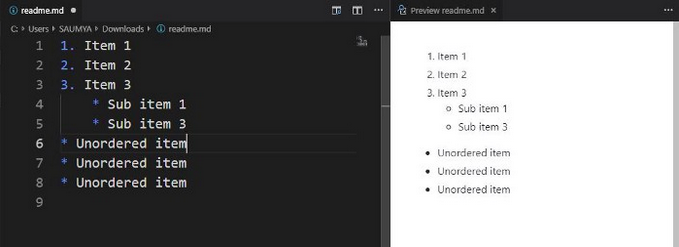 readme.md
C: > Users > SAUMYA > Downloads > readme.md
1 1. Item 1
2 2. Item 2
3 3. Item 3
4 * Sub item 1
5 * Sub item 3
6 * Unordered item
7 * Unordered item
8 * Unordered item
9
Preview readme.md
1. Item 1
2. Item 2
3. Item 3
Sub item 1
Sub item 3
Unordered item
Unordered item
Unordered item